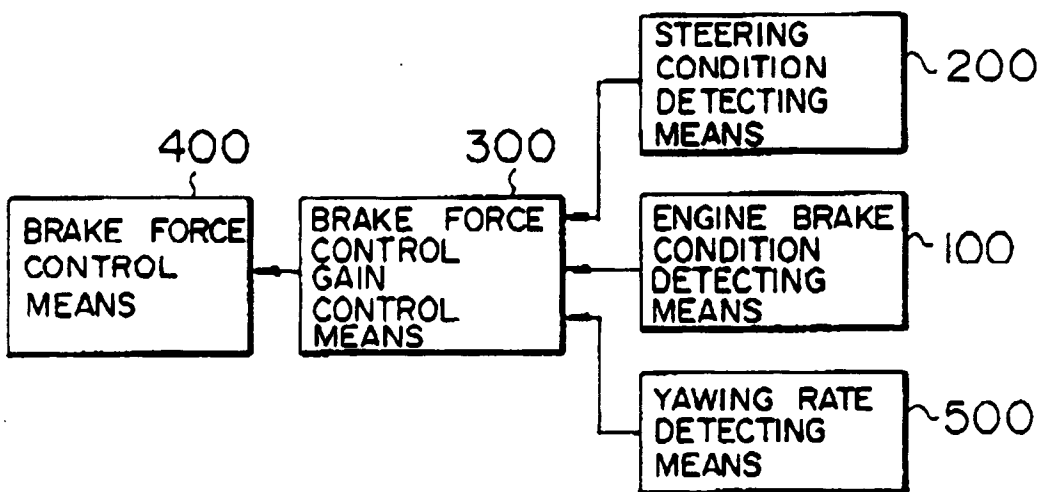 400
BRAKE FORCE
CONTROL
MEANS
300
BRAKE FORCE
CONTROL
GAIN
CONTROL
MEANS
STEERING
CONDITION
DETECTING
MEANS
200
ENGINE BRAKE
CONDITION
DETECTING
MEANS
100
YAWING RATE
DETECTING
MEANS
500